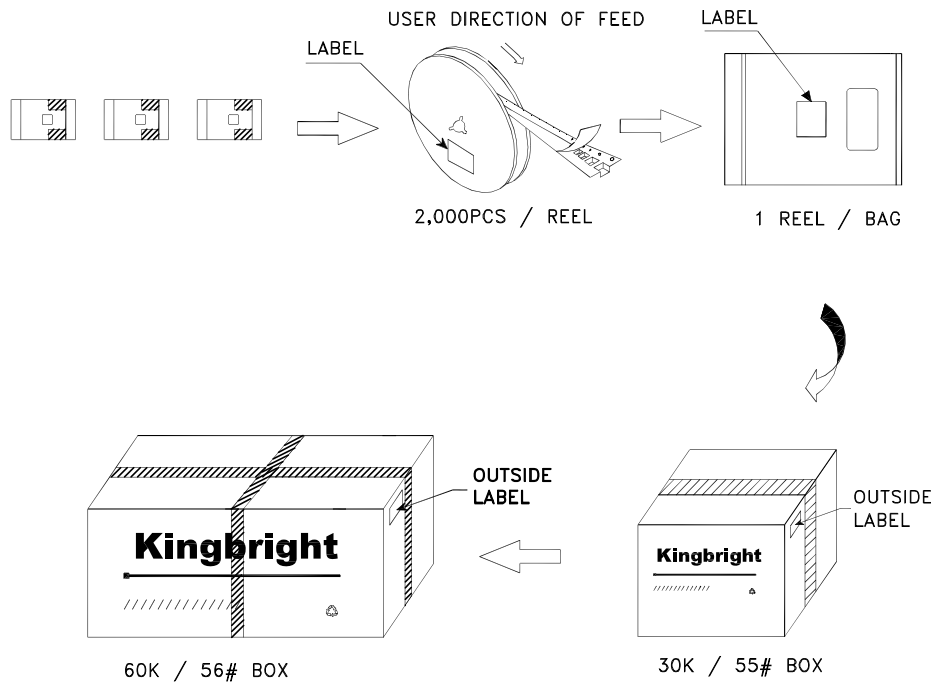 USER DIRECTION OF FEED
LABEL
LABEL
2,000PCS / REEL
1 REEL / BAG
OUTSIDE
LABEL
Kingbright
60K / 56# BOX
OUTSIDE
LABEL
Kingbright
30K / 55# BOX